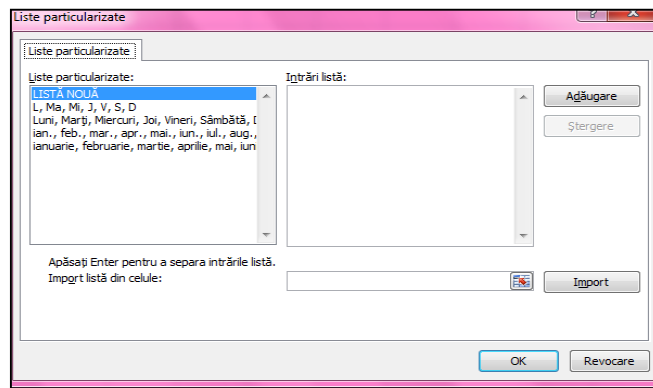 Liste particularizate
Liste particularizate
Liste particularizate:
LISTĂ NOUĂ
L, Ma, Mi, J, V, S, D
Luni, Marţi, Miercuri, Joi, Vineri, Sâmbătă,
ian., feb., mar., apr., mai., iun., iul., aug.,
ianuarie, februarie, martie, aprilie, mai, iun
Intrări listă:
Adăugare
Ştergere
Apăsaţi Enter pentru a separa intrările listă.
Import listă din celule:
Import
OK
Revocare